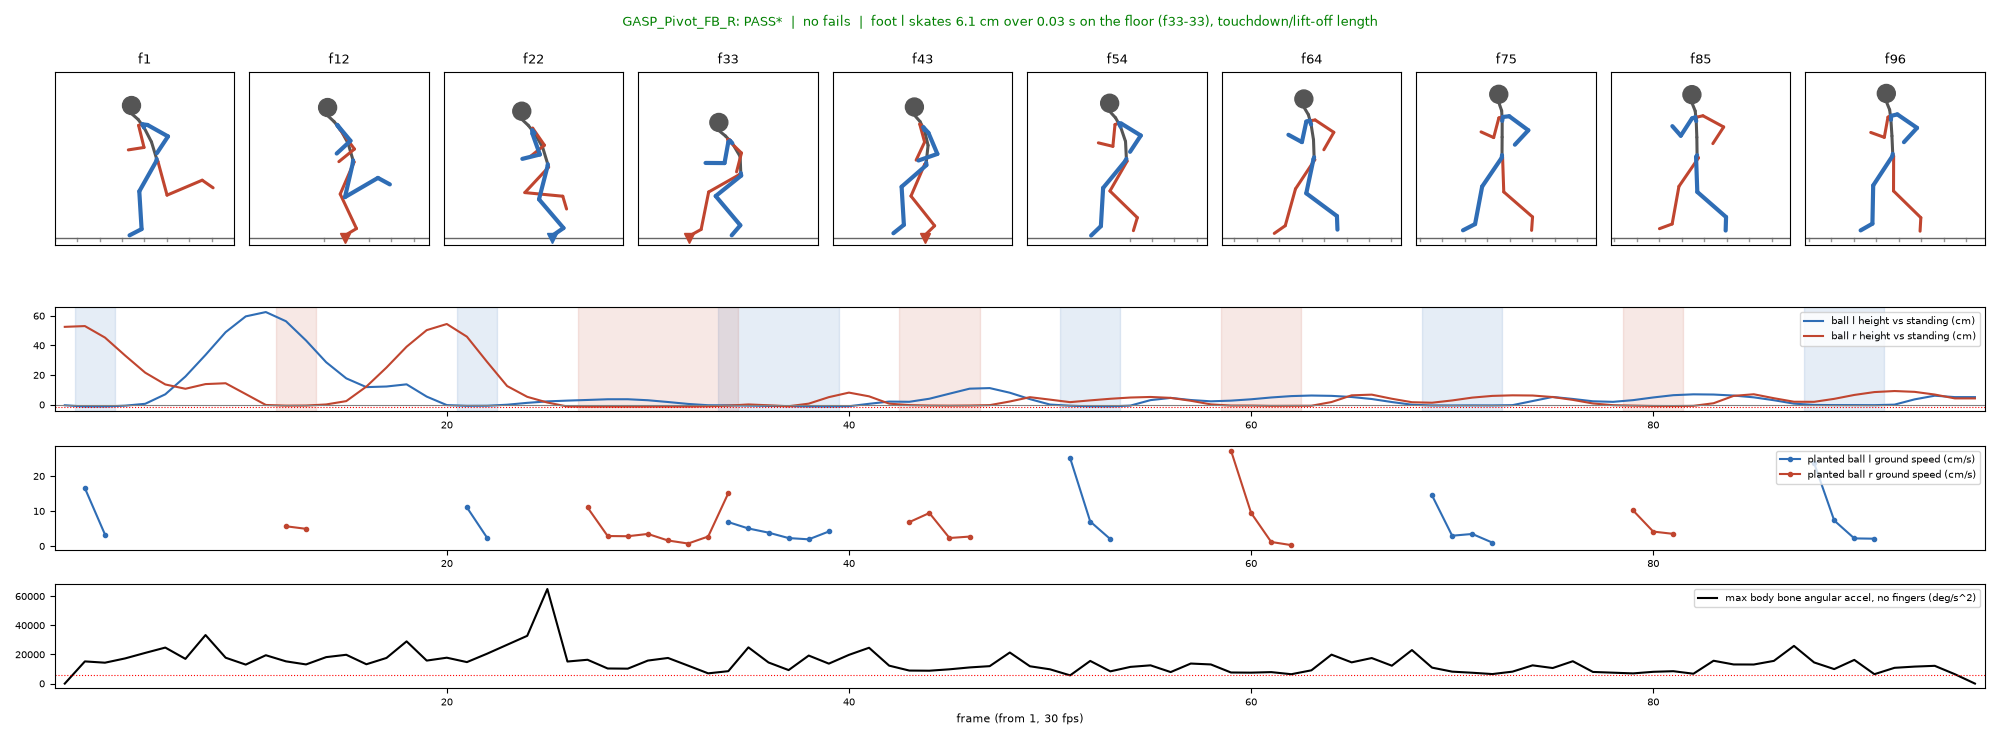 GASP_Pivot_FB_R: PASS* | no fails | foot l skates 6.1 cm over 0.03 s on the floor (f33-33), touchdown/lift-off length
f1 f12 f22 f33 f43 f54 f64 f75 f85 f96
60
40
20
0
ball l height vs standing (cm)
ball r height vs standing (cm)
20 40 60 80
20
10
0
planted ball l ground speed (cm/s)
planted ball r ground speed (cm/s)
20 40 60 80
60000
40000
20000
0
max body bone angular accel, no fingers (deg/s^2)
20 40 60 80
frame (from 1, 30 fps)